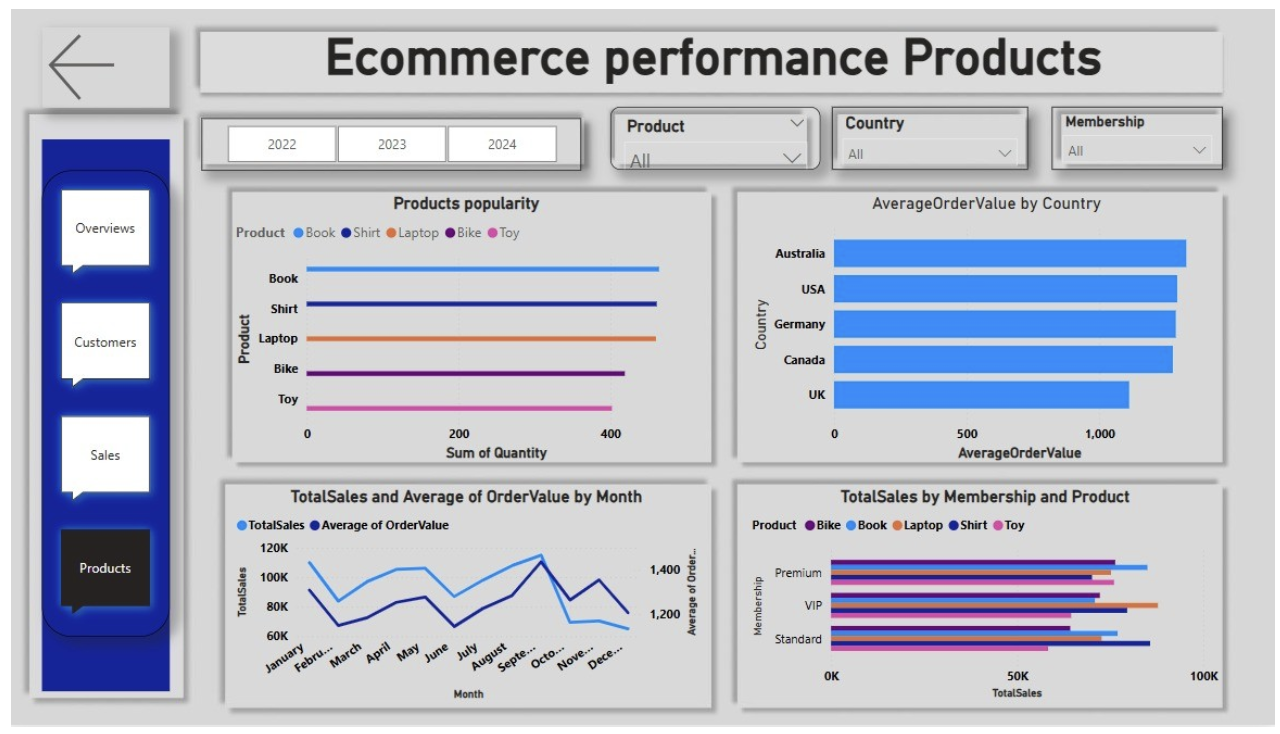 Ecommerce performance Products
2022 2023 2024
Product
All
Country
All
Membership
All
Overviews
Customers
Sales
Products
Products popularity
Product Book Shirt Laptop Bike Toy
Product
Book
Shirt
Laptop
Bike
Toy
0 200 400
Sum of Quantity
AverageOrderValue by Country
Country
Australia
USA
Germany
Canada
UK
0 500 1,000
AverageOrderValue
TotalSales and Average of OrderValue by Month
TotalSales Average of OrderValue
TotalSales
120K
100K
80K
60K
1,400
1,200
Average of Order...
January Febru... March April May June July August Septe... Octo... Nove... Dece...
Month
TotalSales by Membership and Product
Product Bike Book Laptop Shirt Toy
Membership
Premium
VIP
Standard
0K 50K 100K
TotalSales